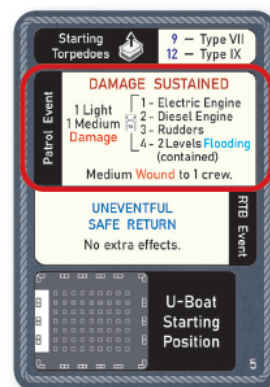 Starting Torpedoes
9 – Type VII
12 – Type IX
Patrol Event
DAMAGE SUSTAINED
1 Light
1 Medium
Damage
1 - Electric Engine
2 - Diesel Engine
3 - Rudders
4 - 2 Levels Flooding
(contained)
Medium Wound to 1 crew.
UNEVENTFUL
SAFE RETURN
No extra effects.
RTB Event
U-Boat
Starting
Position
5